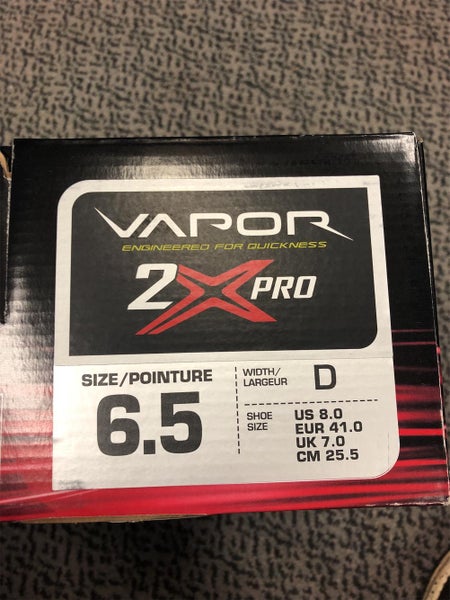 VAPOR
ENGINEERED FOR QUICKNESS
2X PRO
SIZE/POINTURE
6.5
WIDTH/
LARGEUR
D
SHOE
SIZE
US 8.0
EUR 41.0
UK 7.0
CM 25.5